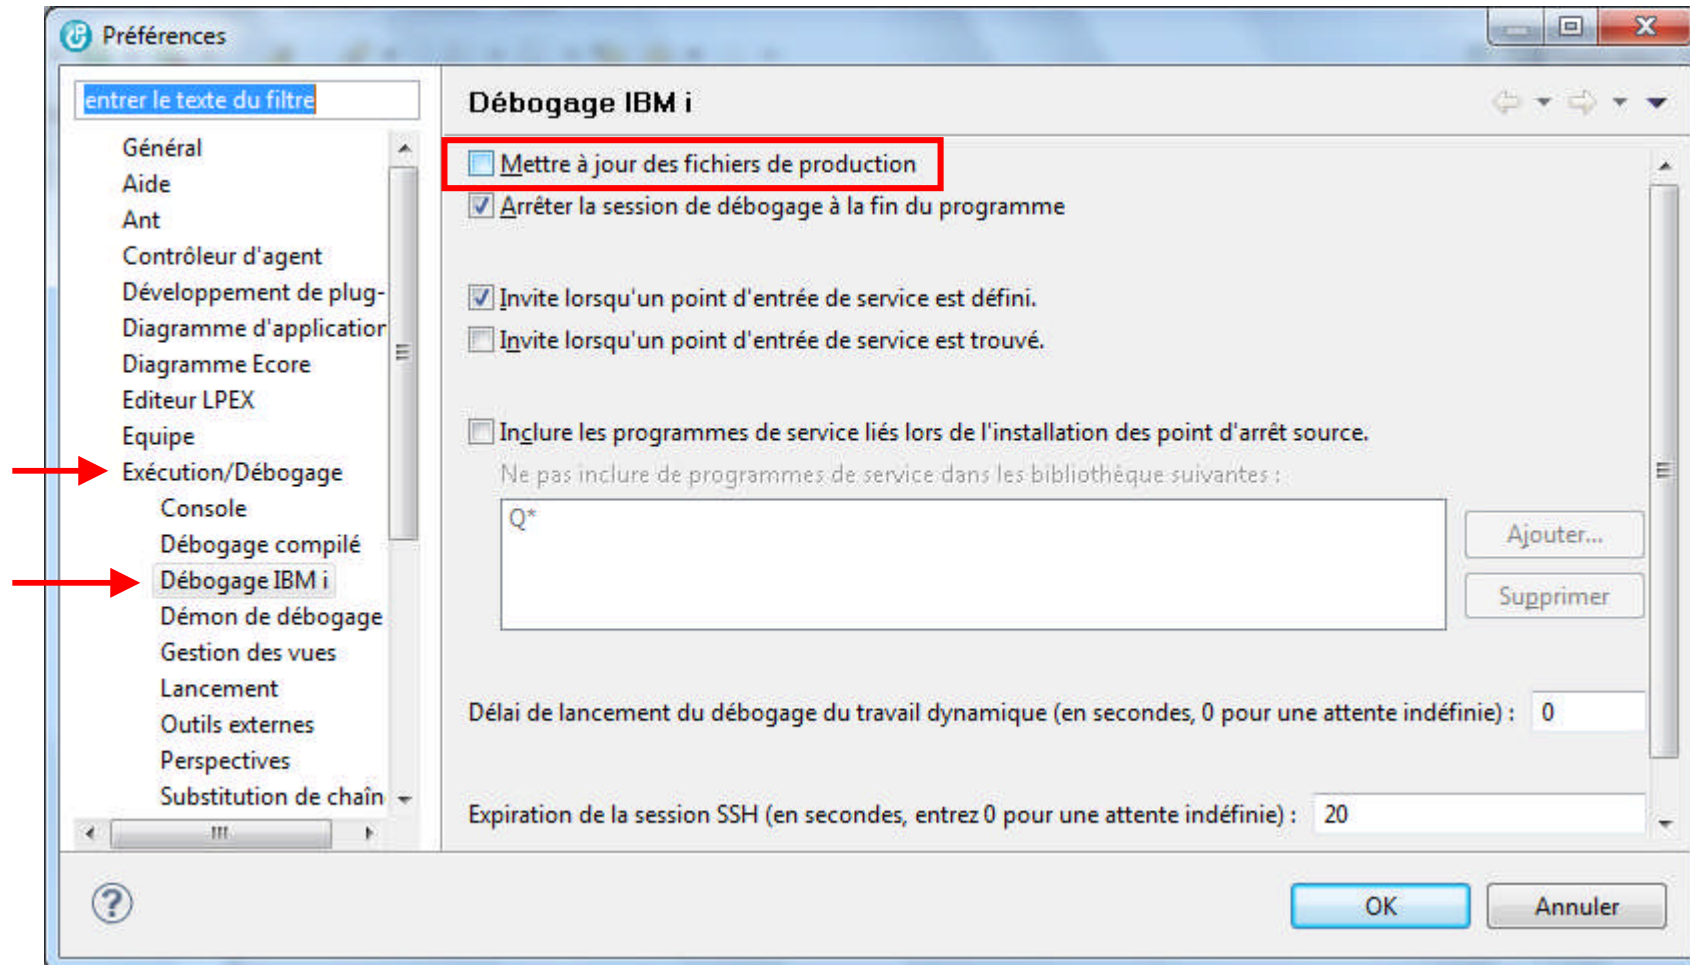 Préférences
entrer le texte du filtre
Général
Aide
Ant
Contrôleur d'agent
Développement de plug-
Diagramme d'application
Diagramme Ecore
Editeur LPEX
Equipe
Exécution/Débogage
Console
Débogage compilé
Débogage IBM i
Démon de débogage
Gestion des vues
Lancement
Outils externes
Perspectives
Substitution de chaîn
Débogage IBM i
Mettre à jour des fichiers de production
Arrêter la session de débogage à la fin du programme
Invite lorsqu'un point d'entrée de service est défini.
Invite lorsqu'un point d'entrée de service est trouvé.
Inclure les programmes de service liés lors de l'installation des point d'arrêt source.
Ne pas inclure de programmes de service dans les bibliothèque suivantes :
Q*
Ajouter...
Supprimer
Délai de lancement du débogage du travail dynamique (en secondes, 0 pour une attente indéfinie) : 0
Expiration de la session SSH (en secondes, entrez 0 pour une attente indéfinie) : 20
OK
Annuler